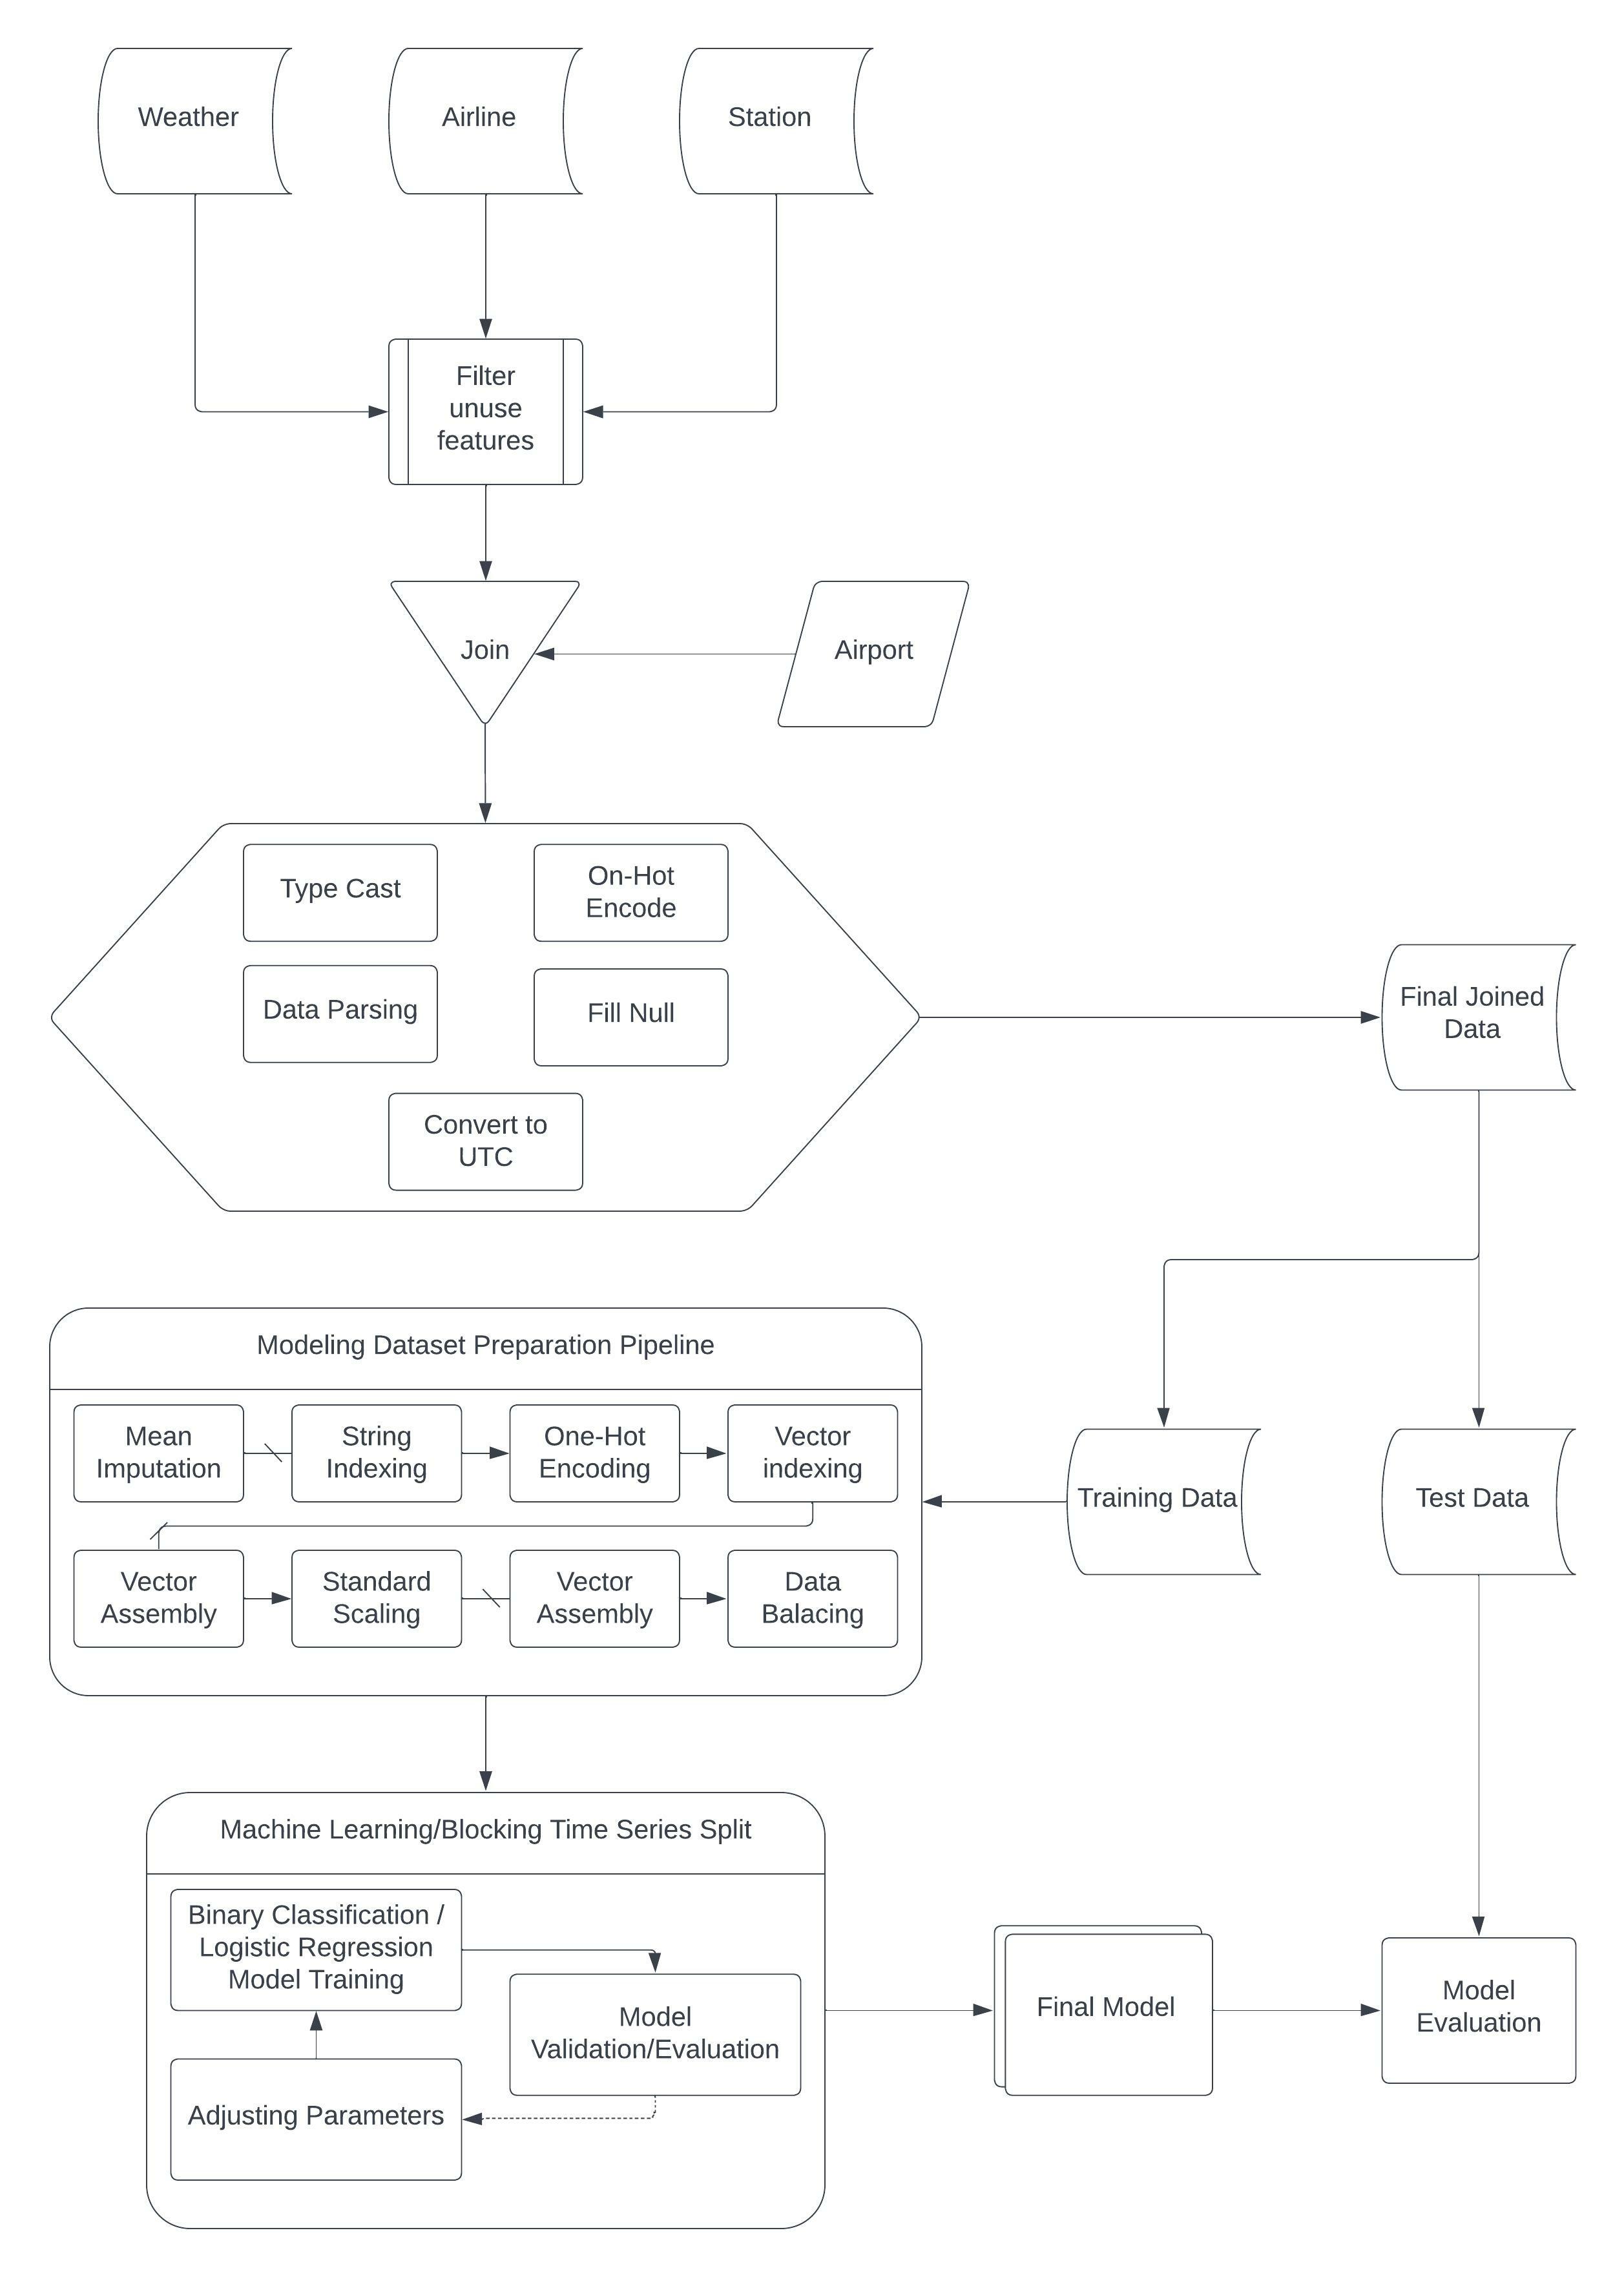 Weather
Airline
Station
Filter
unuse
features
Join
Airport
Type Cast
On-Hot
Encode
Data Parsing
Fill Null
Convert to
UTC
Final Joined
Data
Modeling Dataset Preparation Pipeline
Mean
Imputation
String
Indexing
One-Hot
Encoding
Vector
indexing
Vector
Assembly
Standard
Scaling
Vector
Assembly
Data
Balacing
Training Data
Test Data
Machine Learning/Blocking Time Series Split
Binary Classification /
Logistic Regression
Model Training
Model
Validation/Evaluation
Adjusting Parameters
Final Model
Model
Evaluation